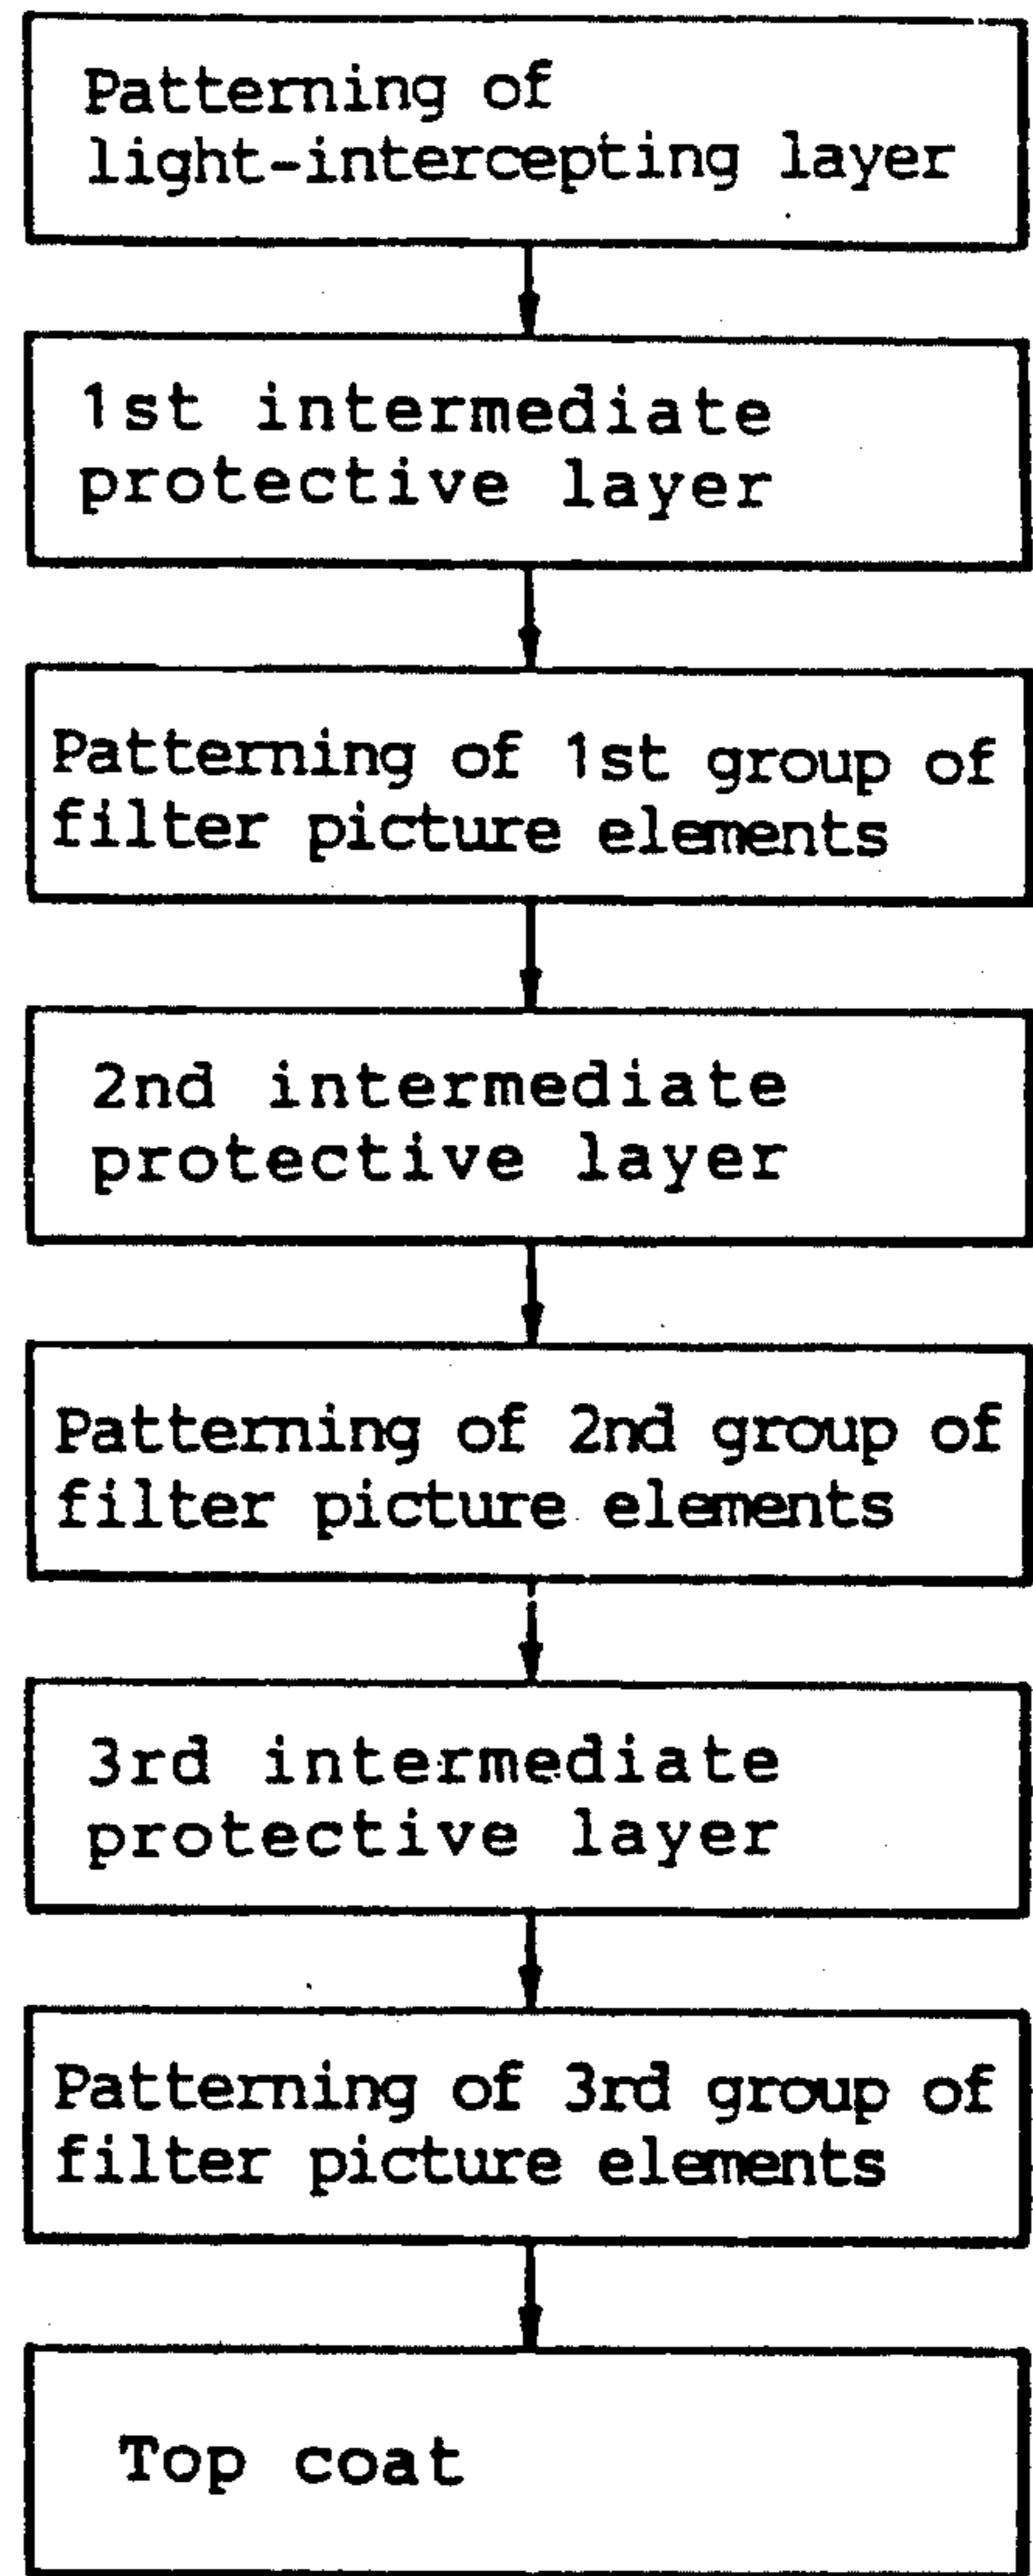 Patterning of
light-intercepting layer
1st intermediate
protective layer
Patterning of 1st group of
filter picture elements
2nd intermediate
protective layer
Patterning of 2nd group of
filter picture elements
3rd intermediate
protective layer
Patterning of 3rd group of
filter picture elements
Top coat